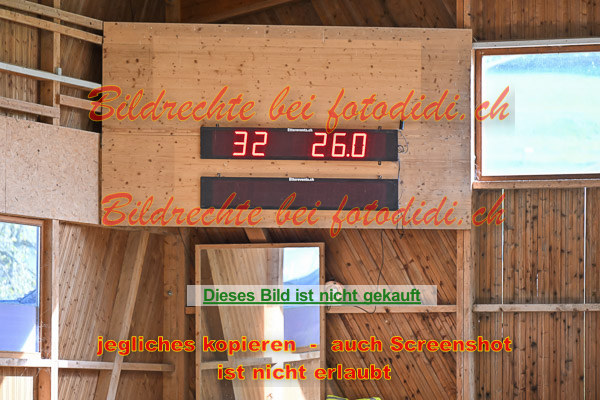 Bildrechte bei fotodidi.ch
32 26.0
Bildrechte bei fotodidi.ch
Dieses Bild ist nicht gekauft
jegliches kopieren - auch Screenshot
ist nicht erlaubt